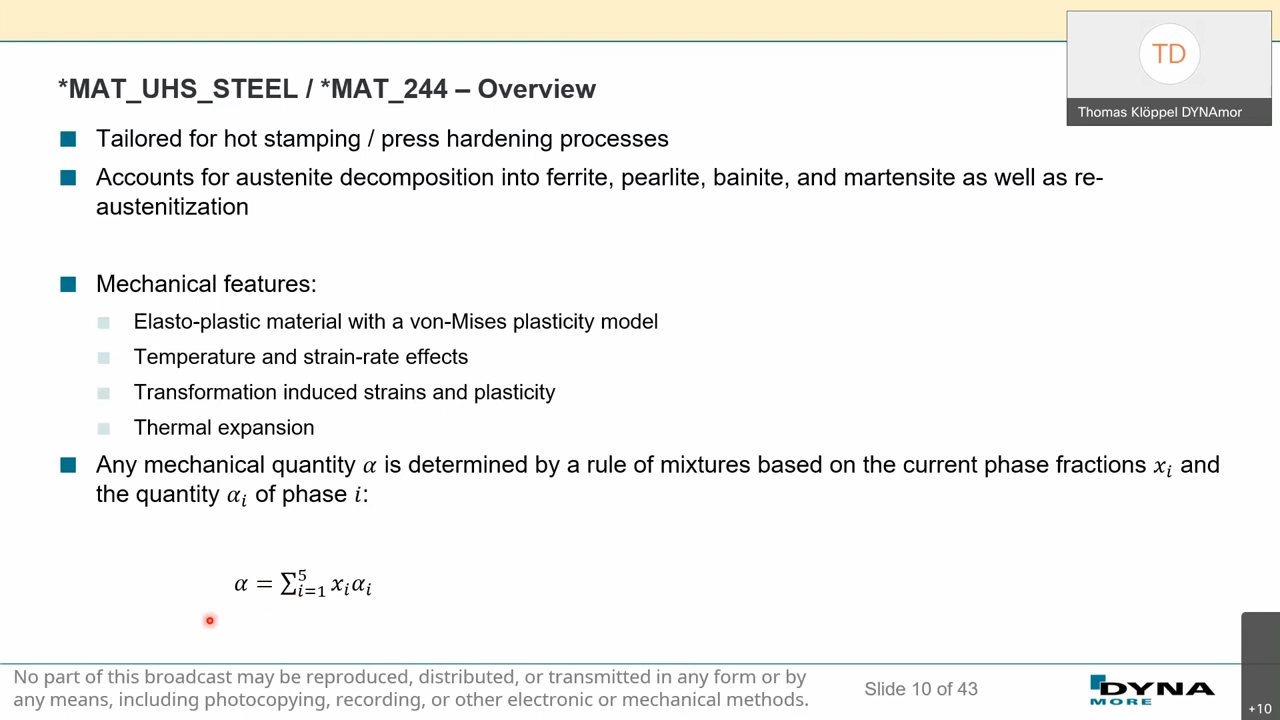 *MAT_UHS_STEEL / *MAT_244 – Overview
TD
Thomas Klöppel DYNAmor
Tailored for hot stamping / press hardening processes
Accounts for austenite decomposition into ferrite, pearlite, bainite, and martensite as well as re-
austenitization
Mechanical features:
Elasto-plastic material with a von-Mises plasticity model
Temperature and strain-rate effects
Transformation induced strains and plasticity
Thermal expansion
Any mechanical quantity α is determined by a rule of mixtures based on the current phase fractions xᵢ and
the quantity αᵢ of phase i:
α = ∑⁵ᵢ₌₁ xᵢαᵢ
No part of this broadcast may be reproduced, distributed, or transmitted in any form or by
any means, including photocopying, recording, or other electronic or mechanical methods.
Slide 10 of 43
DYNA
MORE
+10